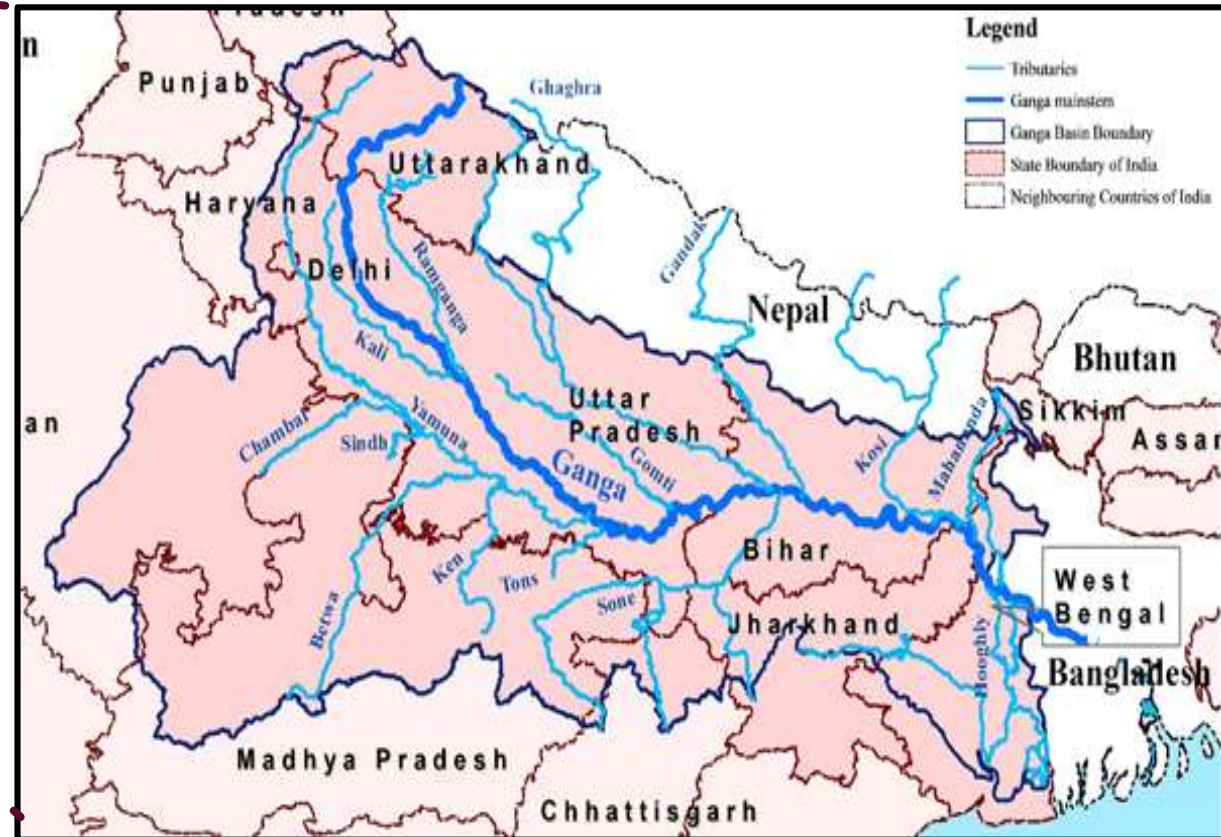 Pradesh
n
Legend
Tributaries
Ganga mainstem
Ganga Basin Boundary
State Boundary of India
Neighbouring Countries of India
Punjab
Ghaghra
Uttarakhand
Haryana
Delhi
Ramganga
Gandak
Nepal
Kali
Bhutan
Uttar
Pradesh
Sikkim
an
Chambal
Yamuna
Sindh
Assam
Kosi
Mahananda
Ganga
Gomti
Bihar
Ken
Tons
Sone
Betwa
West
Bengal
Jharkhand
Hooghly
Bangladesh
Madhya Pradesh
Chhattisgarh